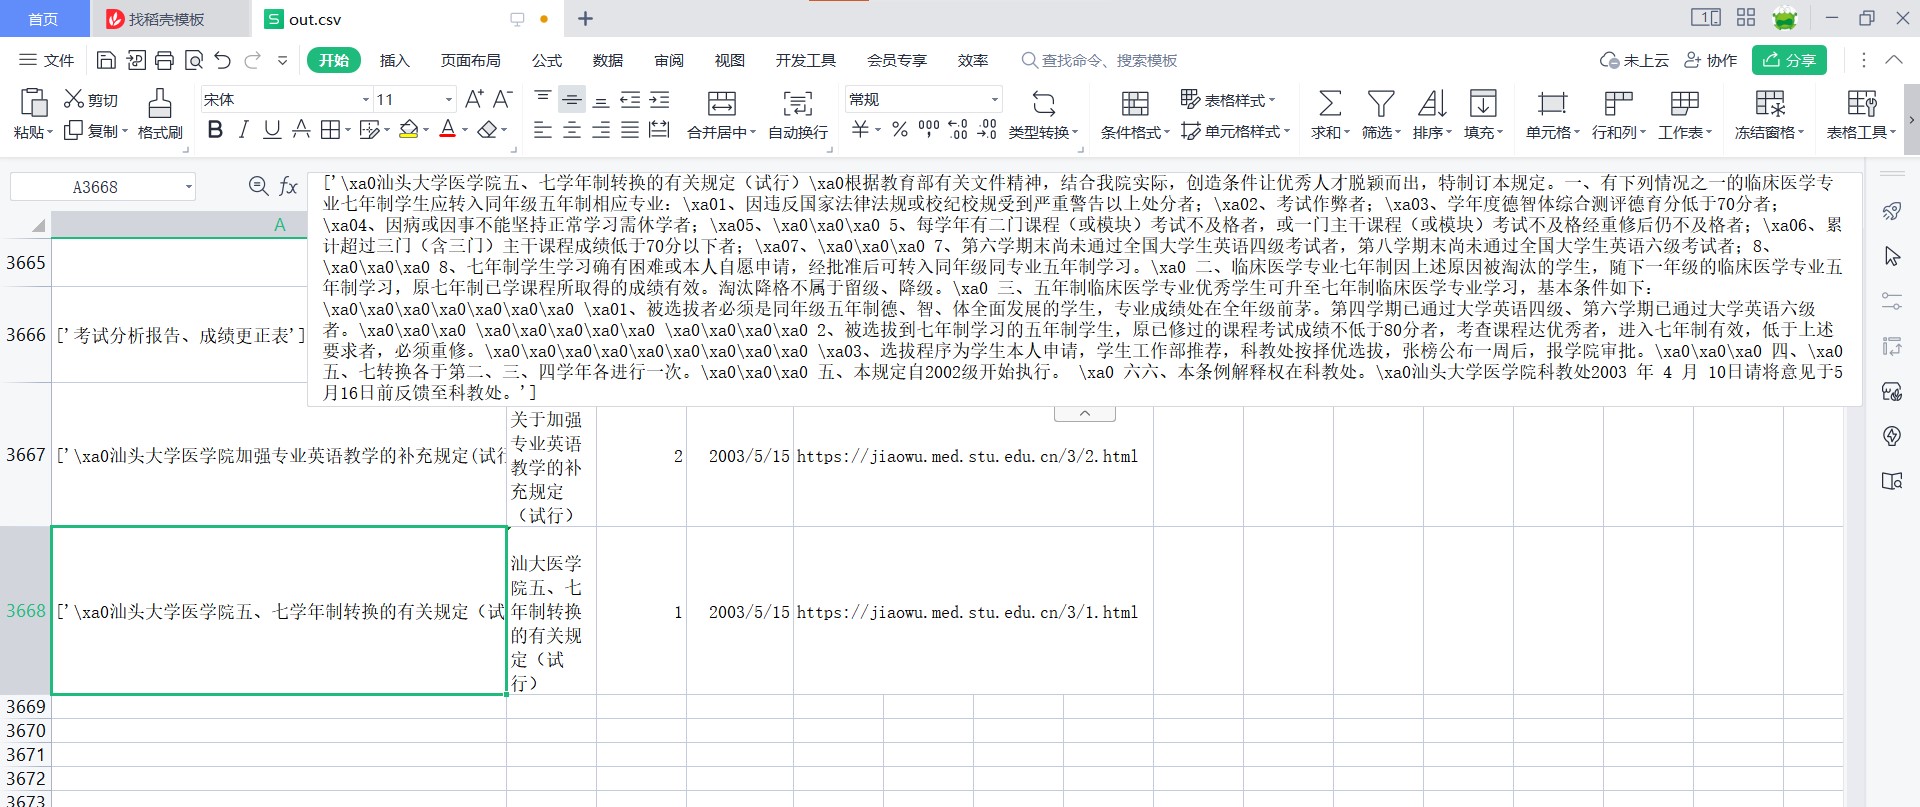 首页
找稻壳模板
out.csv
文件
开始
插入
页面布局
公式
数据
审阅
视图
开发工具
会员专享
效率
查找命令、搜索模板
未上云
协作
分享
粘贴
剪切
复制
格式刷
宋体
11
合并居中
自动换行
常规
类型转换
条件格式
表格样式
单元格样式
求和
筛选
排序
填充
单元格
行和列
工作表
冻结窗格
表格工具
A3668
fx
['\xa0汕头大学医学院五、七学年制转换的有关规定（试行）\xa0根据教育部有关文件精神，结合我院实际，创造条件让优秀人才脱颖而出，特制订本规定。一、有下列情况之一的临床医学专
业七年制学生应转入同年级五年制相应专业：\xa01、因违反国家法律法规或校纪校规受到严重警告以上处分者；\xa02、考试作弊者；\xa03、学年度德智体综合测评德育分低于70分者；
\xa04、因病或因事不能坚持正常学习需休学者；\xa05、\xa0\xa0\xa0 5、每学年有二门课程（或模块）考试不及格者，或一门主干课程（或模块）考试不及格经重修后仍不及格者；\xa06、累
计超过三门（含三门）主干课程成绩低于70分以下者；\xa07、\xa0\xa0\xa0 7、第六学期末尚未通过全国大学生英语四级考试者，第八学期末尚未通过全国大学生英语六级考试者；8、
\xa0\xa0\xa0 8、七年制学生学习确有困难或本人自愿申请，经批准后可转入同年级同专业五年制学习。\xa0 二、临床医学专业七年制因上述原因被淘汰的学生，随下一年级的临床医学专业五
年制学习，原七年制已学课程所取得的成绩有效。淘汰降格不属于留级、降级。\xa0 三、五年制临床医学专业优秀学生可升至七年制临床医学专业学习，基本条件如下：
\xa0\xa0\xa0\xa0\xa0\xa0\xa0 \xa01、被选拔者必须是同年级五年制德、智、体全面发展的学生，专业成绩处在全年级前茅。第四学期已通过大学英语四级、第六学期已通过大学英语六级
者。\xa0\xa0\xa0 \xa0\xa0\xa0\xa0 \xa0\xa0\xa0\xa0 2、被选拔到七年制学习的五年制学生，原已修过的课程考试成绩不低于80分者，考查课程达优秀者，进入七年制有效，低于上述
要求者，必须重修。\xa0\xa0\xa0\xa0\xa0\xa0\xa0\xa0\xa0 \xa03、选拔程序为学生本人申请，学生工作部推荐，科教处按择优选拔，张榜公布一周后，报学院审批。\xa0\xa0\xa0 四、\xa0
五、七转换各于第二、三、四学年各进行一次。\xa0\xa0\xa0 五、本规定自2002级开始执行。 \xa0 六六、本条例解释权在科教处。\xa0汕头大学医学院科教处2003 年 4 月 10日请将意见于5
月16日前反馈至科教处。']
A
3665
3666 ['考试分析报告、成绩更正表']
3667 ['\xa0汕头大学医学院加强专业英语教学的补充规定(试行
关于加强
专业英语
教学的补
充规定
（试行）
2 2003/5/15 https://jiaowu.med.stu.edu.cn/3/2.html
3668 ['\xa0汕头大学医学院五、七学年制转换的有关规定（试
汕大医学
院五、七
年制转换
的有关规
定（试
行）
1 2003/5/15 https://jiaowu.med.stu.edu.cn/3/1.html
3669
3670
3671
3672
3673